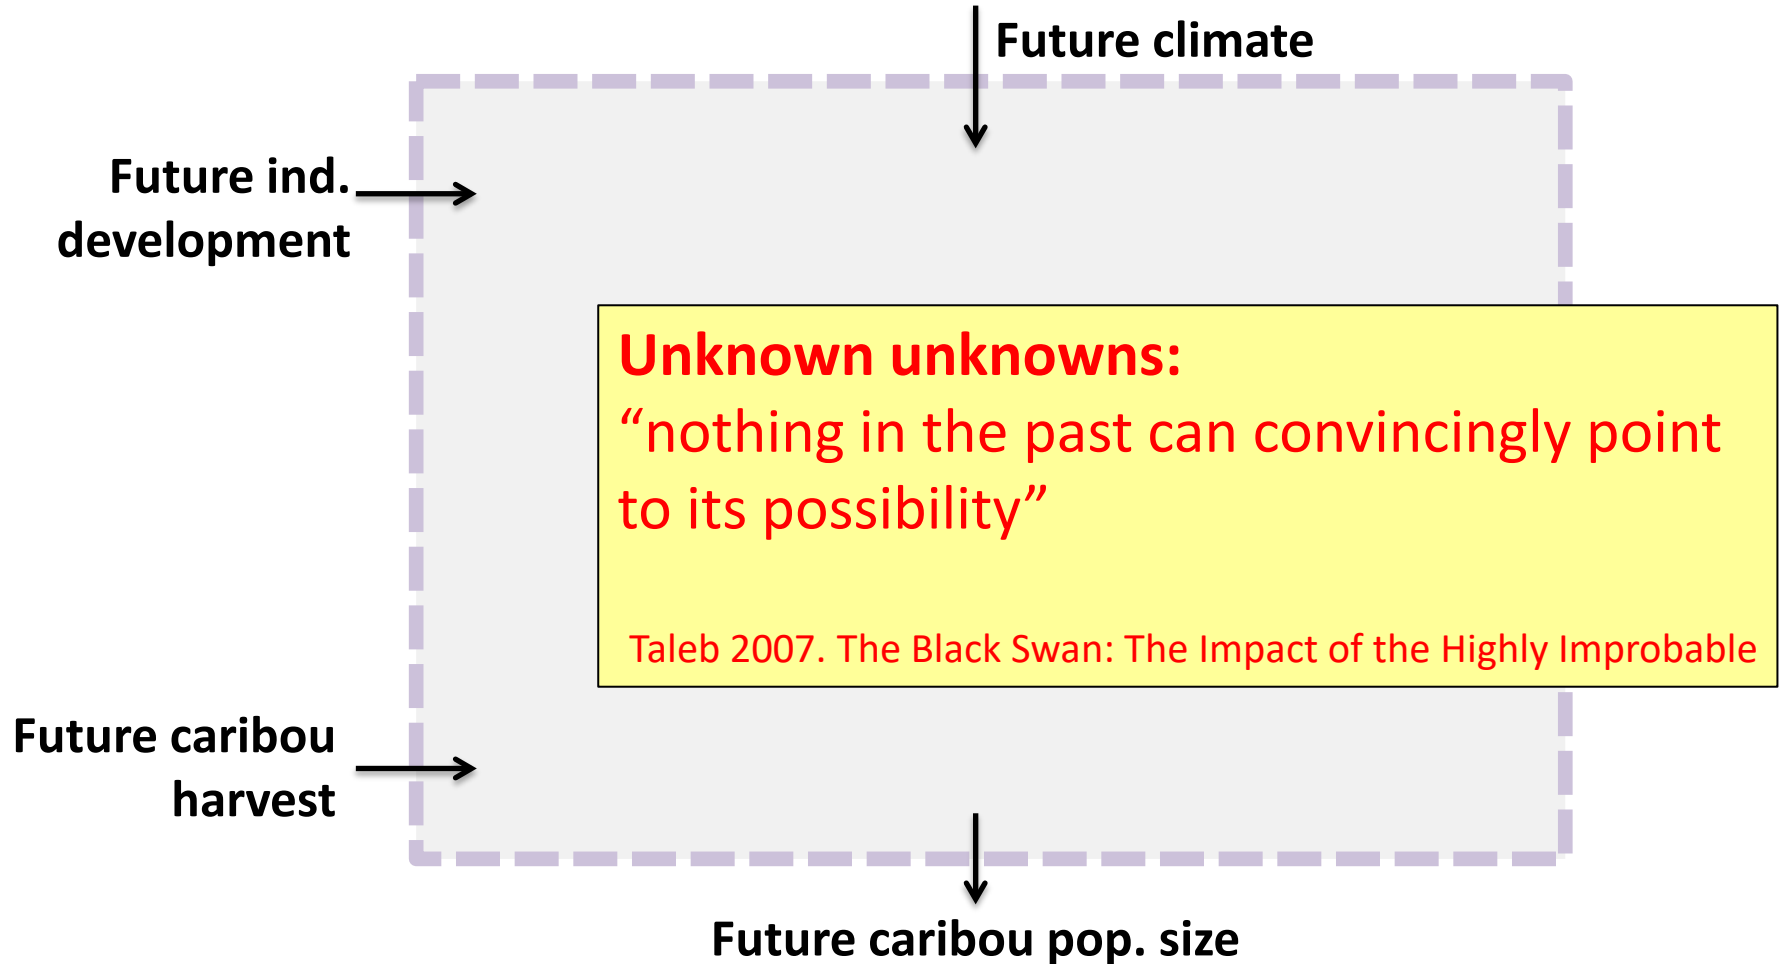 Future climate
Future ind.
development
Unknown unknowns:
“nothing in the past can convincingly point
to its possibility”
Taleb 2007. The Black Swan: The Impact of the Highly Improbable
Future caribou
harvest
Future caribou pop. size